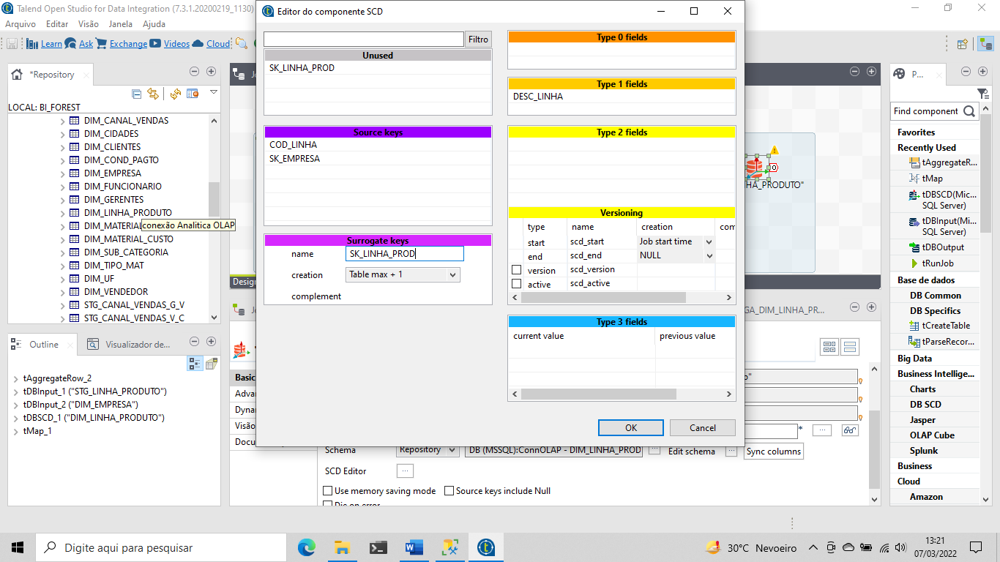 Talend Open Studio for Data Integration (7.3.1.20200219_1130)
Arquivo Editar Visão Janela Ajuda
Learn Ask Exchange Videos Cloud
*Repository
LOCAL: BI_FOREST
DIM_CANAL_VENDAS
DIM_CIDADES
DIM_CLIENTES
DIM_COND_PAGTO
DIM_EMPRESA
DIM_FUNCIONARIO
DIM_GERENTES
DIM_LINHA_PRODUTO
DIM_MATERIAL
conexão Analitica OLAP
DIM_MATERIAL_CUSTO
DIM_SUB_CATEGORIA
DIM_TIPO_MAT
DIM_UF
DIM_VENDEDOR
STG_CANAL_VENDAS_G_V
STG_CANAL_VENDAS_V_C
Outline
Visualizador de...
tAggregateRow_2
tDBInput_1 ("STG_LINHA_PRODUTO")
tDBInput_2 ("DIM_EMPRESA")
tDBSCD_1 ("DIM_LINHA_PRODUTO")
tMap_1
Editor do componente SCD
Filtro
Unused
SK_LINHA_PROD
Source keys
COD_LINHA
SK_EMPRESA
Surrogate keys
name SK_LINHA_PROD
creation Table max + 1
complement
Type 0 fields
Type 1 fields
DESC_LINHA
Type 2 fields
Versioning
type name creation com
start scd_start Job start time
end scd_end NULL
version scd_version
active scd_active
Type 3 fields
current value previous value
OK Cancel
HA_PRODUTO"
Design
GA_DIM_LINHA_PR...
Basic
Advan
Dynar
Visão
Docum
o"
*
Schema Repository DB (MSSQL):ConnOLAP - DIM_LINHA_PROD Edit schema Sync columns
SCD Editor
Use memory saving mode Source keys include Null
Die on error
P...
Find component
Favorites
Recently Used
tAggregateR...
tMap
tDBSCD(Mic...
SQL Server)
tDBInput(Mi...
SQL Server)
tDBOutput
tRunJob
Base de dados
DB Common
DB Specifics
tCreateTable
tParseRecor...
Big Data
Business Intellige...
Charts
DB SCD
Jasper
OLAP Cube
Splunk
Business
Cloud
Amazon
Digite aqui para pesquisar
30°C Nevoeiro
13:21
07/03/2022